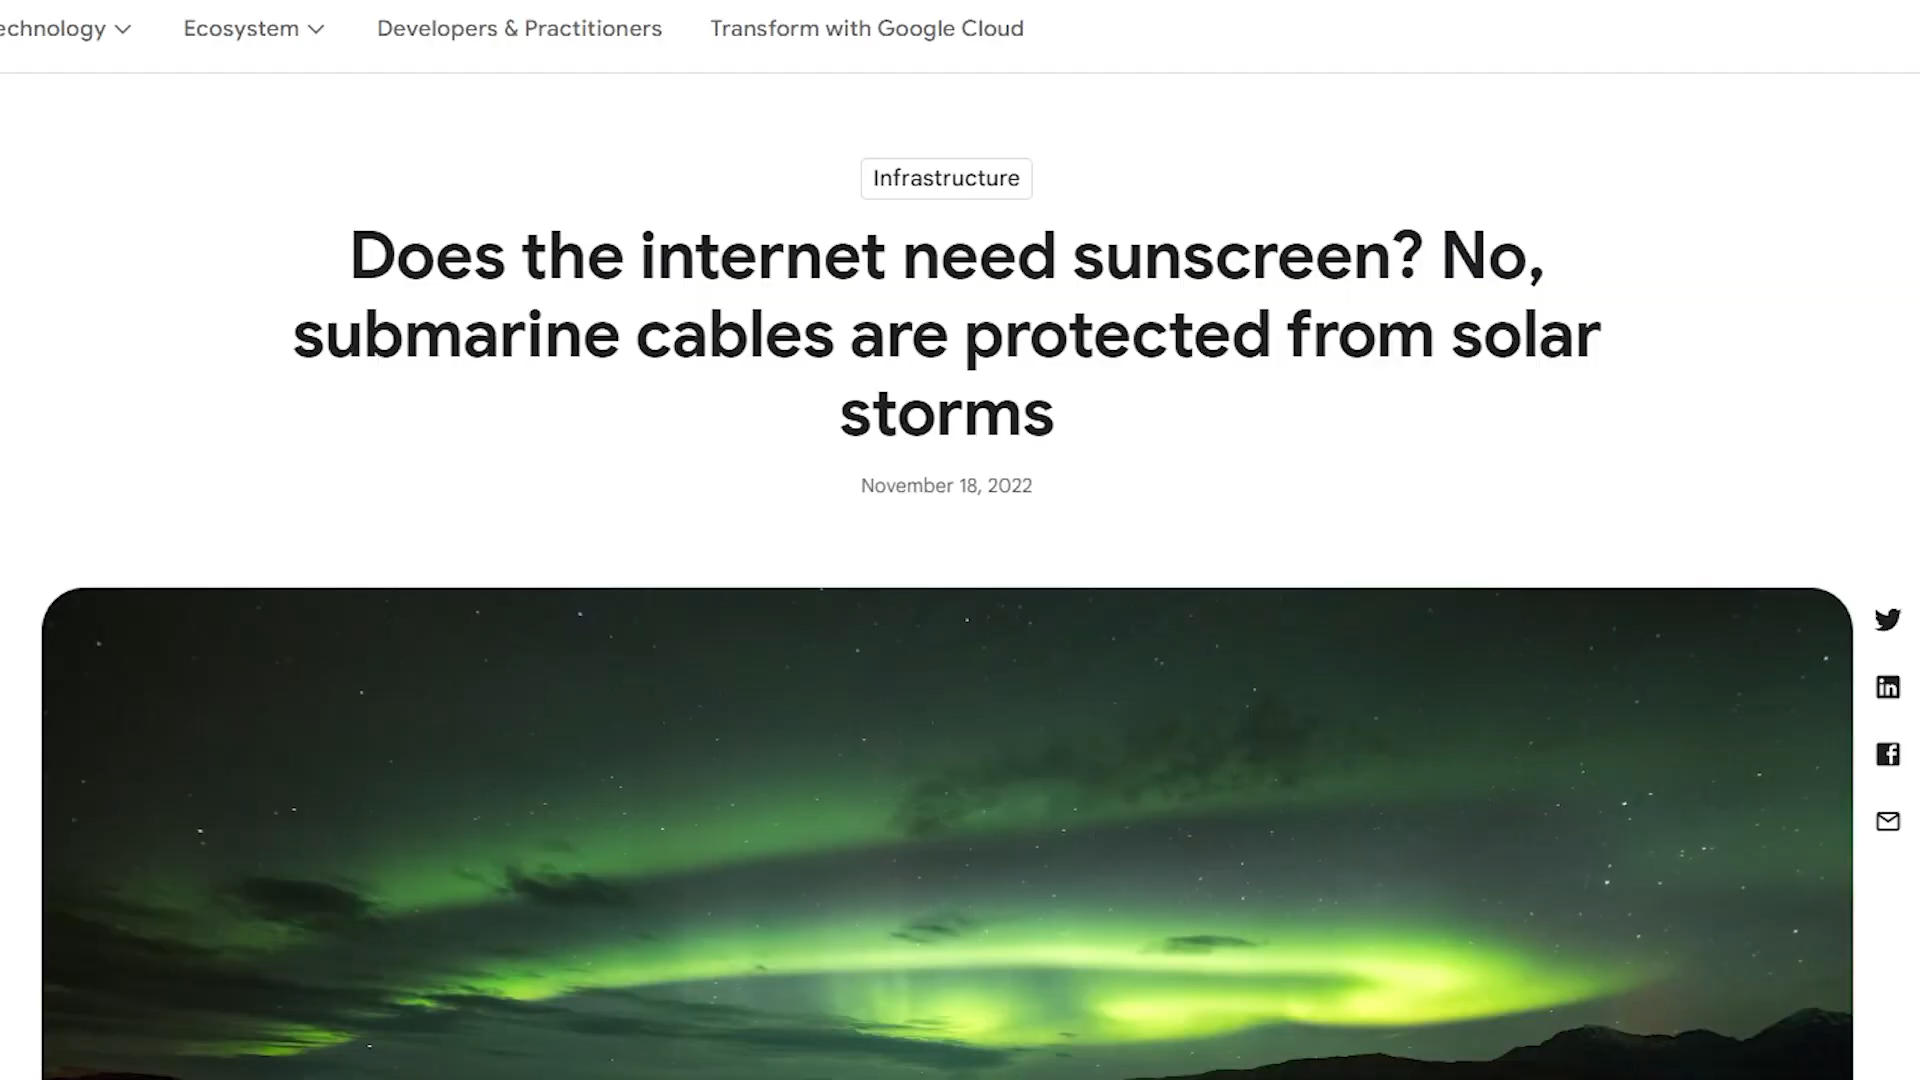 echnology Ecosystem Developers & Practitioners Transform with Google Cloud
Infrastructure
Does the internet need sunscreen? No,
submarine cables are protected from solar
storms
November 18, 2022